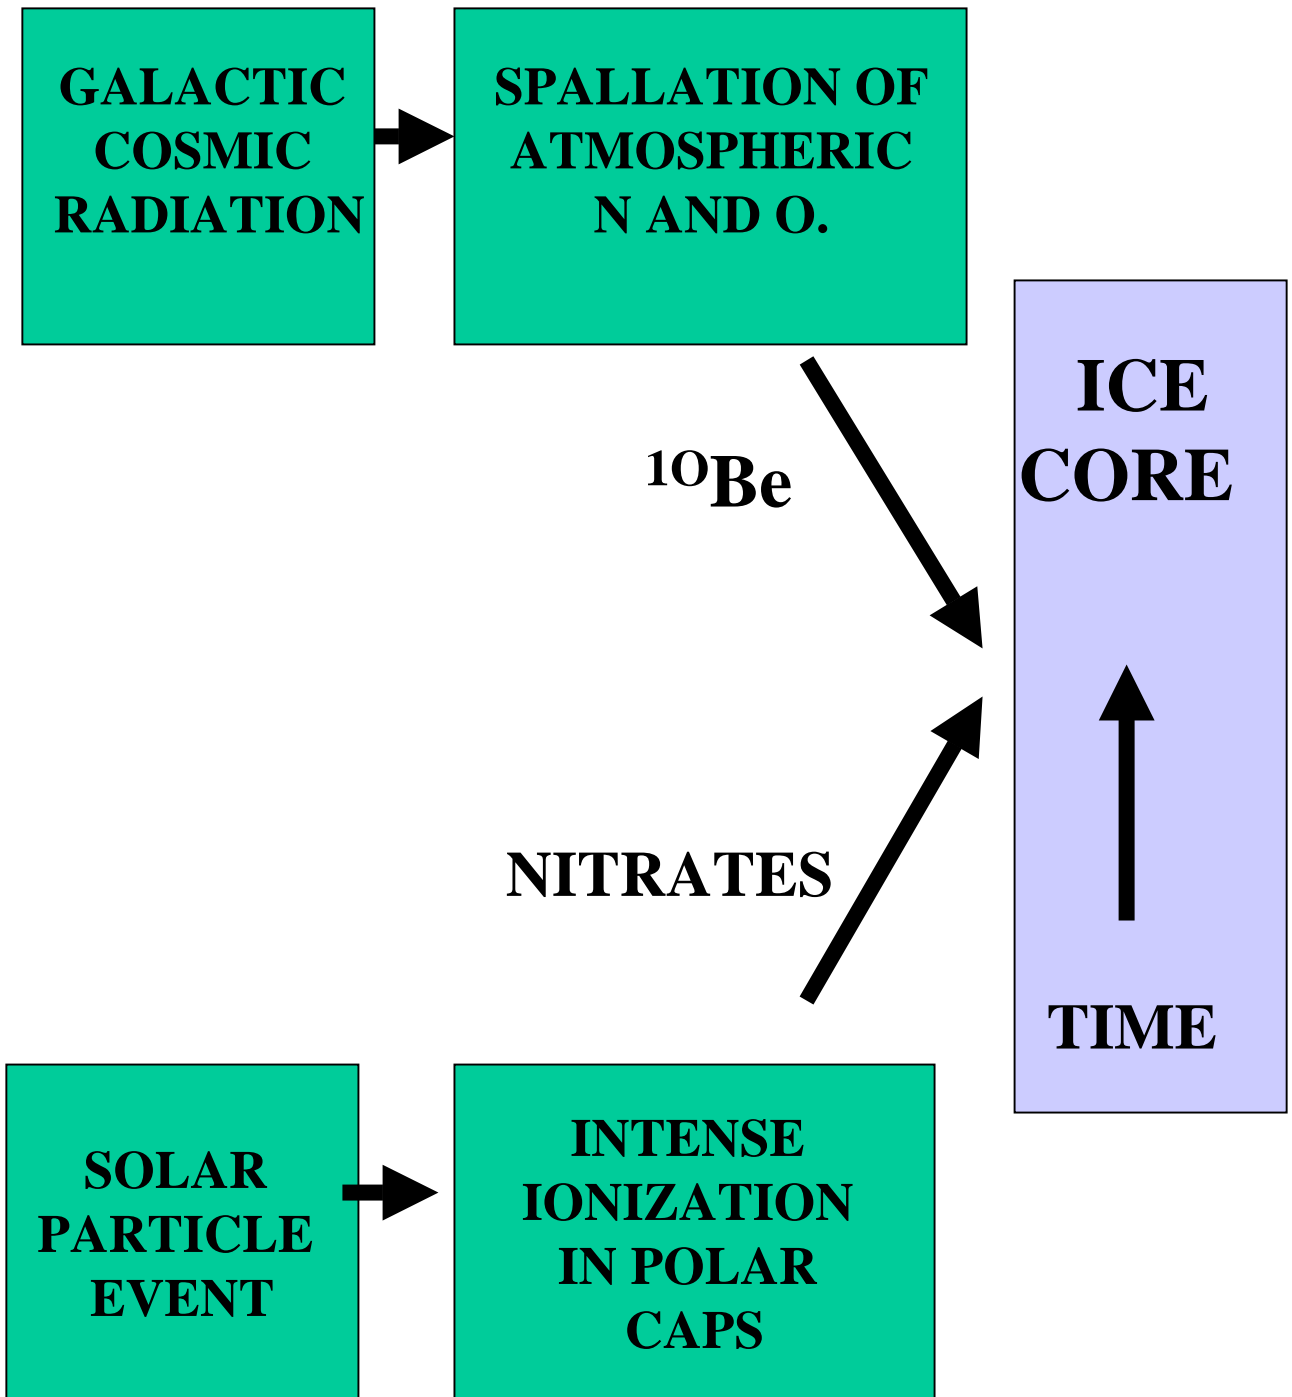 GALACTIC
COSMIC
RADIATION
SPALLATION OF
ATMOSPHERIC
N AND O.
ICE
CORE
¹ᴼBe
NITRATES
TIME
SOLAR
PARTICLE
EVENT
INTENSE
IONIZATION
IN POLAR
CAPS